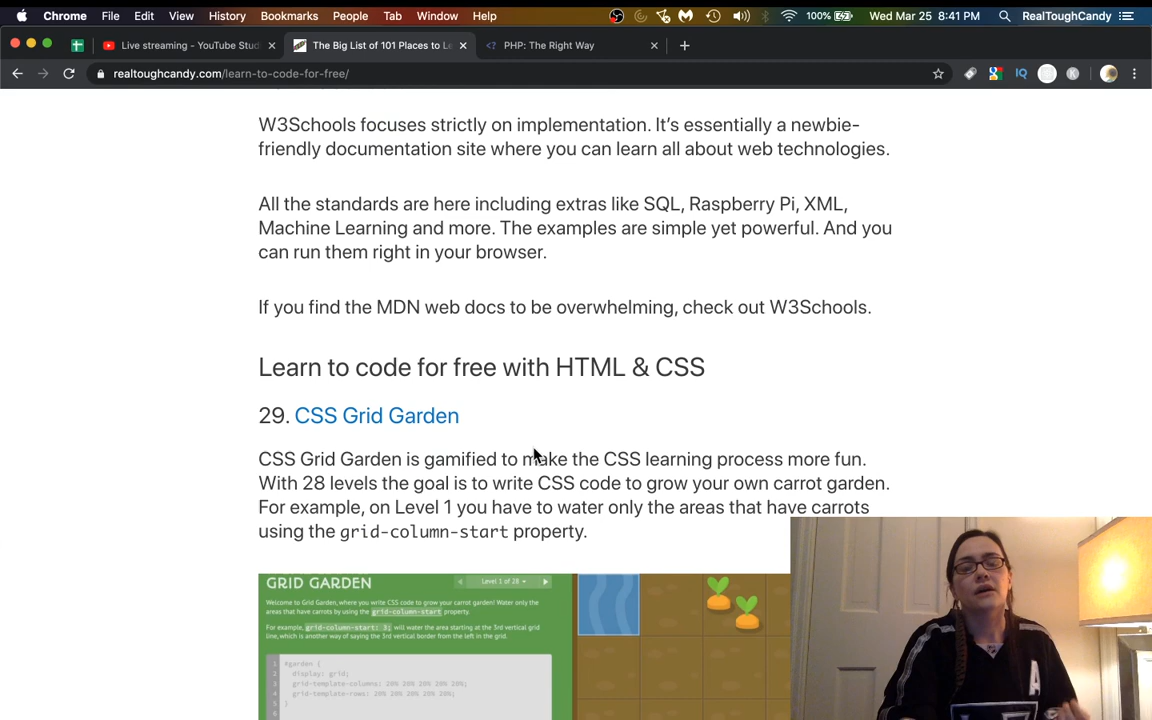 Chrome File Edit View History Bookmarks People Tab Window Help 100% Wed Mar 25 8:41 PM RealToughCandy
Live streaming - YouTube Stud The Big List of 101 Places to Le PHP: The Right Way
realtoughcandy.com/learn-to-code-for-free/ IQ K
W3Schools focuses strictly on implementation. It's essentially a newbie-
friendly documentation site where you can learn all about web technologies.
All the standards are here including extras like SQL, Raspberry Pi, XML,
Machine Learning and more. The examples are simple yet powerful. And you
can run them right in your browser.
If you find the MDN web docs to be overwhelming, check out W3Schools.
Learn to code for free with HTML & CSS
29. CSS Grid Garden
CSS Grid Garden is gamified to make the CSS learning process more fun.
With 28 levels the goal is to write CSS code to grow your own carrot garden.
For example, on Level 1 you have to water only the areas that have carrots
using the grid-column-start property.
GRID GARDEN Level 1 of 28
Welcome to Grid Garden, where you write CSS code to grow your carrot garden! Water only the
areas that have carrots by using the grid-column-start property.
For example, grid-column-start: 3; will water the area starting at the 3rd vertical grid
line, which is another way of saying the 3rd vertical border from the left in the grid.
1 #garden {
2 display: grid;
3 grid-template-columns: 20% 20% 20% 20% 20%;
4 grid-template-rows: 20% 20% 20% 20% 20%;
5 }
A